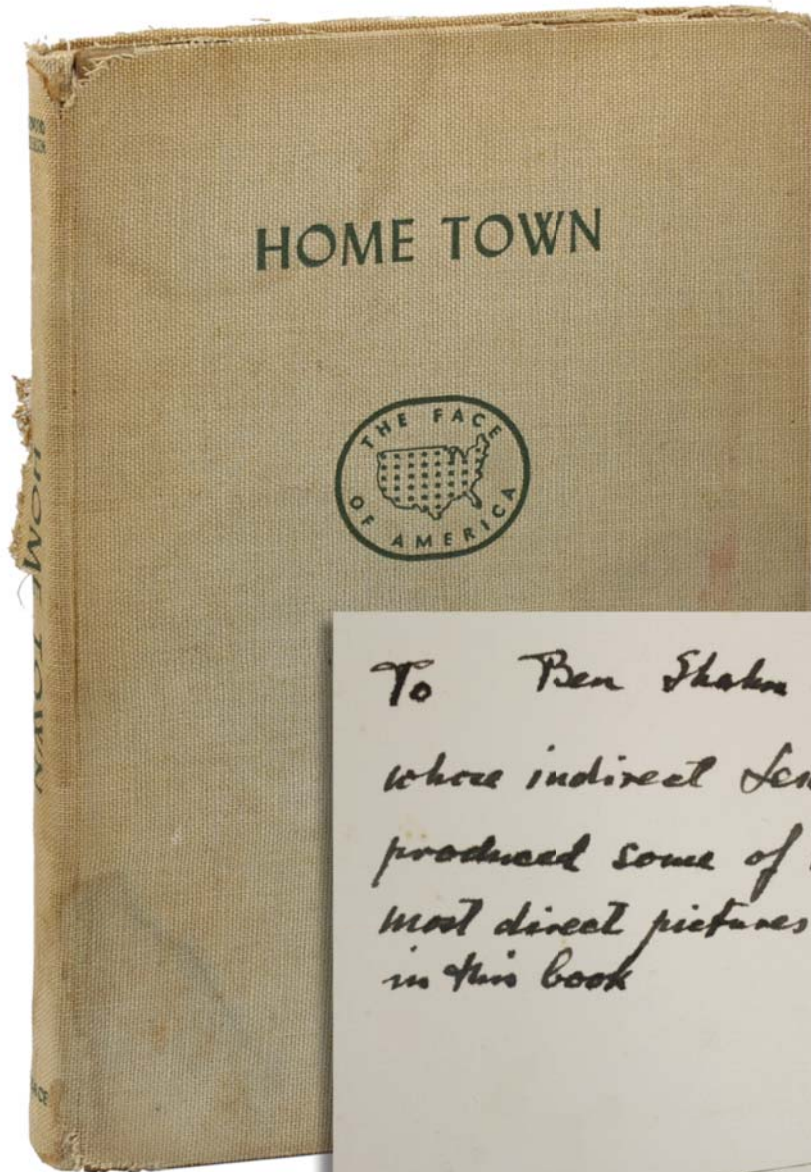 HOME TOWN
THE FACE
OF AMERICA
HOME TOWN
To Ben Shahn
whose indirect
produced some of
most direct pictures
in this book